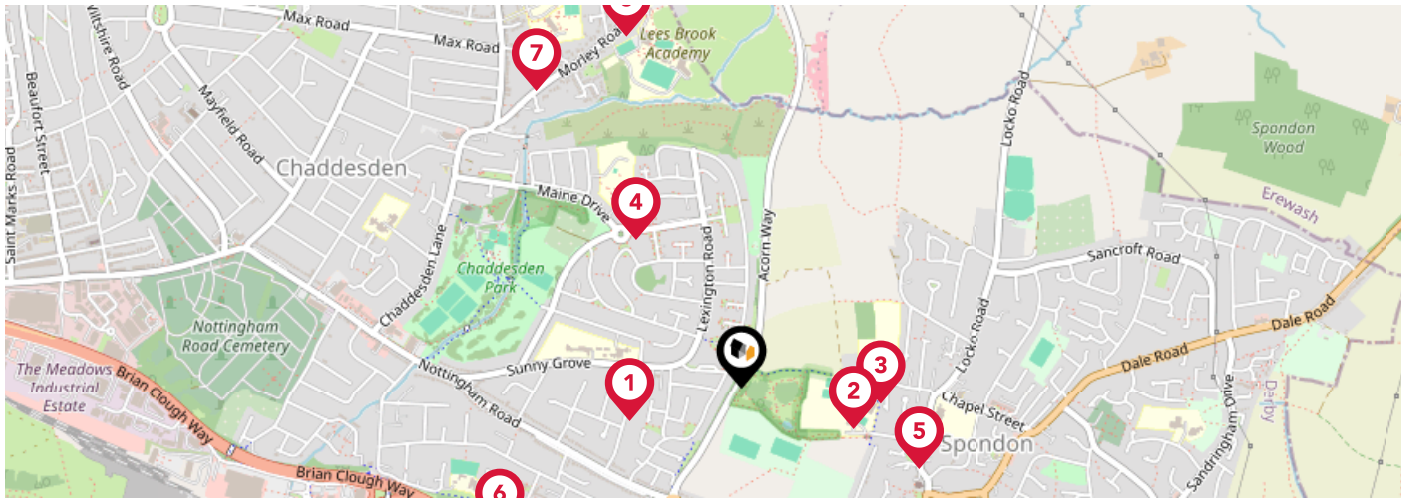 Max Road
Max Road
Wiltshire Road
Beaufort Street
Mayfield Road
Saint Marks Road
7
Morley Road
Lees Brook
Academy
Chaddesden
Maine Drive
4
Chaddesden Lane
Chaddesden
Park
Lexington Road
Acorn Way
Locko Road
Spondon
Wood
Erewash
Sancroft Road
Nottingham
Road Cemetery
The Meadows
Industrial
Estate
Brian Clough Way
Nottingham Road
Sunny Grove
1
2
3
5
Locko Road
Chapel Street
Spondon
Dale Road
Dale Road
Derby
Sandringham Drive
Brian Clough Way
6